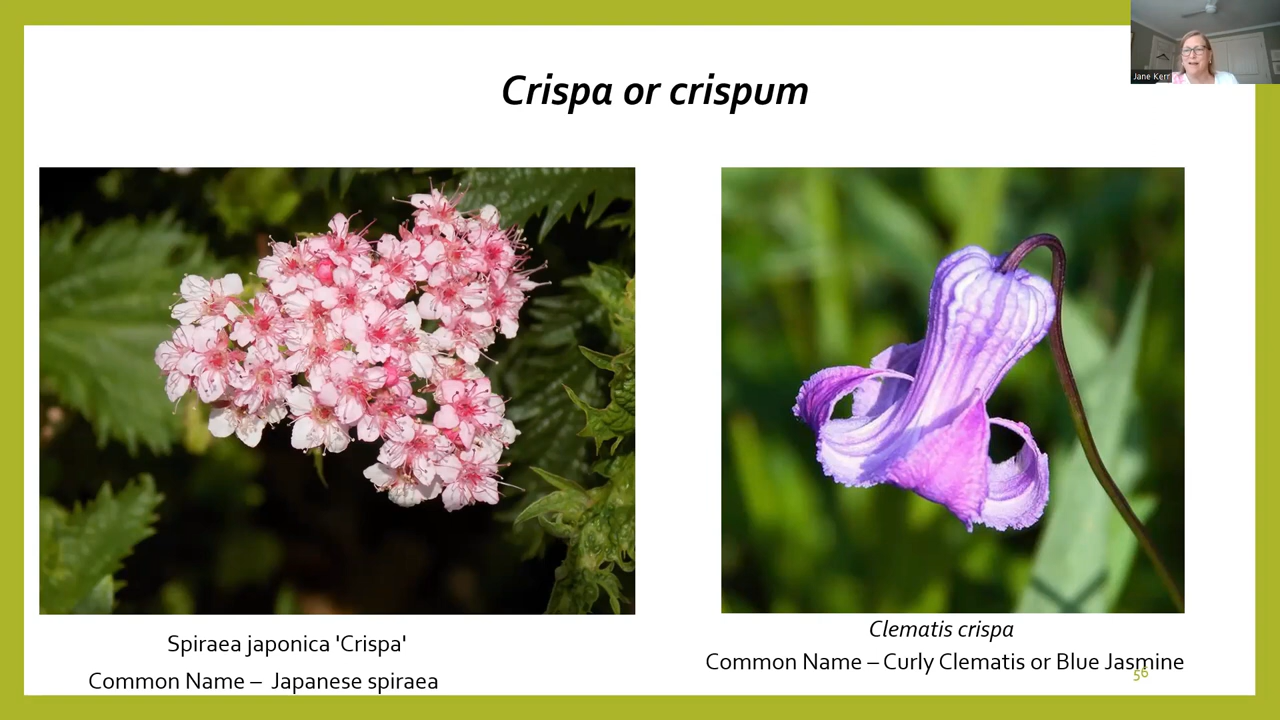 Jane Kerr
Crispa or crispum
Spiraea japonica 'Crispa'
Common Name – Japanese spiraea
Clematis crispa
Common Name – Curly Clematis or Blue Jasmine
56